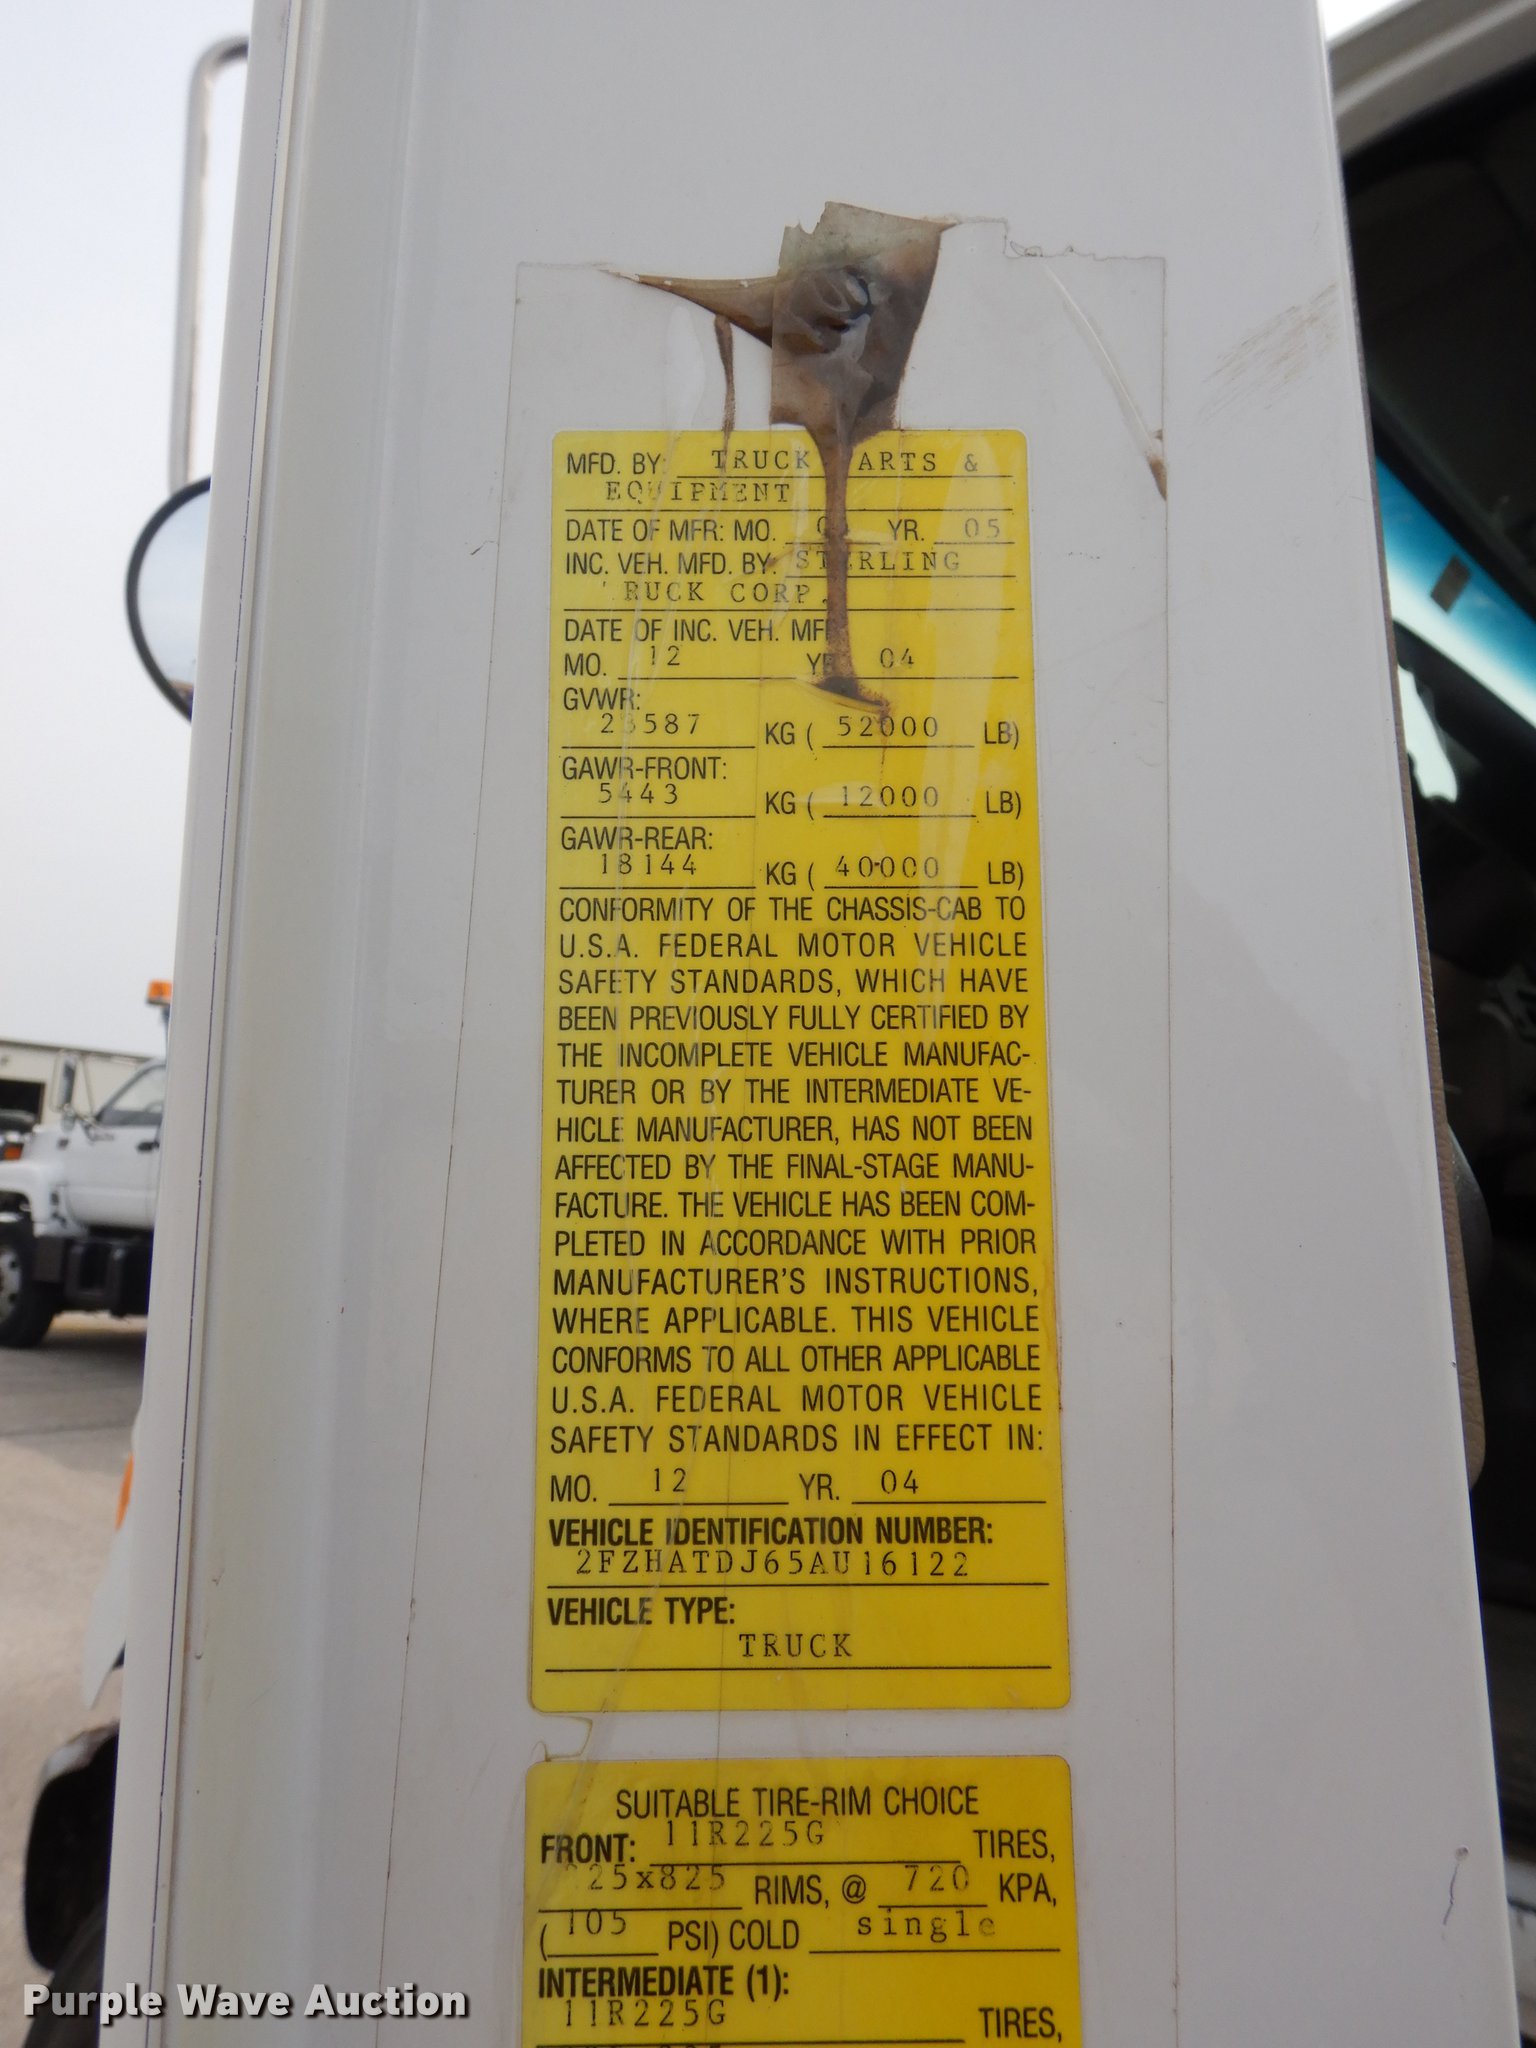 MFD. BY: TRUCK ARTS &
EQUIPMENT
DATE OF MFR: MO. YR. 05
INC. VEH. MFD. BY: STERLING
RUCK CORP.
DATE OF INC. VEH. MF
MO. 12 YR 04
GVWR:
23587 KG ( 52000 LB)
GAWR-FRONT:
5443 KG ( 12000 LB)
GAWR-REAR:
18144 KG ( 40000 LB)
CONFORMITY OF THE CHASSIS-CAB TO
U.S.A. FEDERAL MOTOR VEHICLE
SAFETY STANDARDS, WHICH HAVE
BEEN PREVIOUSLY FULLY CERTIFIED BY
THE INCOMPLETE VEHICLE MANUFAC-
TURER OR BY THE INTERMEDIATE VE-
HICLE MANUFACTURER, HAS NOT BEEN
AFFECTED BY THE FINAL-STAGE MANU-
FACTURE. THE VEHICLE HAS BEEN COM-
PLETED IN ACCORDANCE WITH PRIOR
MANUFACTURER'S INSTRUCTIONS,
WHERE APPLICABLE. THIS VEHICLE
CONFORMS TO ALL OTHER APPLICABLE
U.S.A. FEDERAL MOTOR VEHICLE
SAFETY STANDARDS IN EFFECT IN:
MO. 12 YR. 04
VEHICLE IDENTIFICATION NUMBER:
2FZHATDJ65AU16122
VEHICLE TYPE:
TRUCK
SUITABLE TIRE-RIM CHOICE
FRONT: 11R225G TIRES,
25x825 RIMS, @ 720 KPA,
( 105 PSI) COLD single
INTERMEDIATE (1):
11R225G TIRES,
Purple Wave Auction